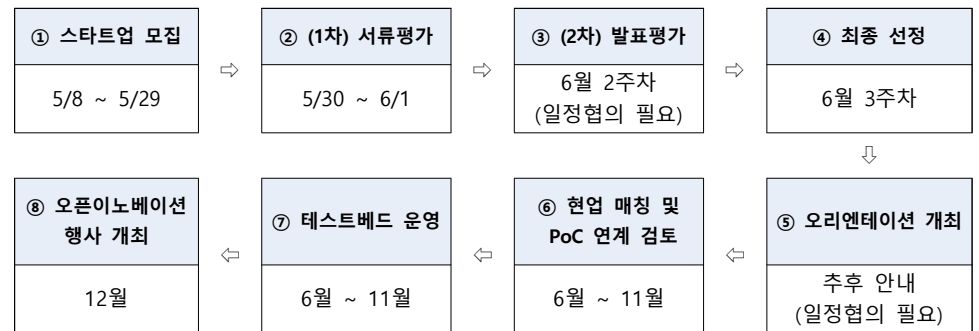 ① 스타트업 모집
5/8 ~ 5/29
⇨
② (1차) 서류평가
5/30 ~ 6/1
⇨
③ (2차) 발표평가
6월 2주차
(일정협의 필요)
⇨
④ 최종 선정
6월 3주차
⇩
⑤ 오리엔테이션 개최
추후 안내
(일정협의 필요)
⇦
⑥ 현업 매칭 및
PoC 연계 검토
6월 ~ 11월
⇦
⑦ 테스트베드 운영
6월 ~ 11월
⇦
⑧ 오픈이노베이션
행사 개최
12월